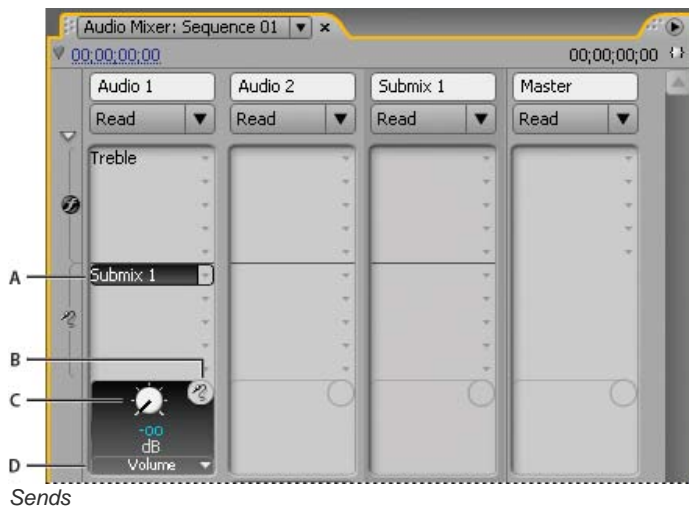 Audio Mixer: Sequence 01
00;00;00;00
00;00;00;00
Audio 1 Audio 2 Submix 1 Master
Read Read Read Read
Treble
A
Submix 1
B
C
-oo
dB
D
Volume
Sends